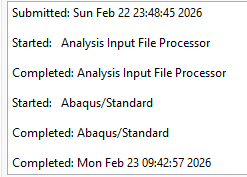 Submitted: Sun Feb 22 23:48:45 2026
Started:   Analysis Input File Processor
Completed: Analysis Input File Processor
Started:   Abaqus/Standard
Completed: Abaqus/Standard
Completed: Mon Feb 23 09:42:57 2026